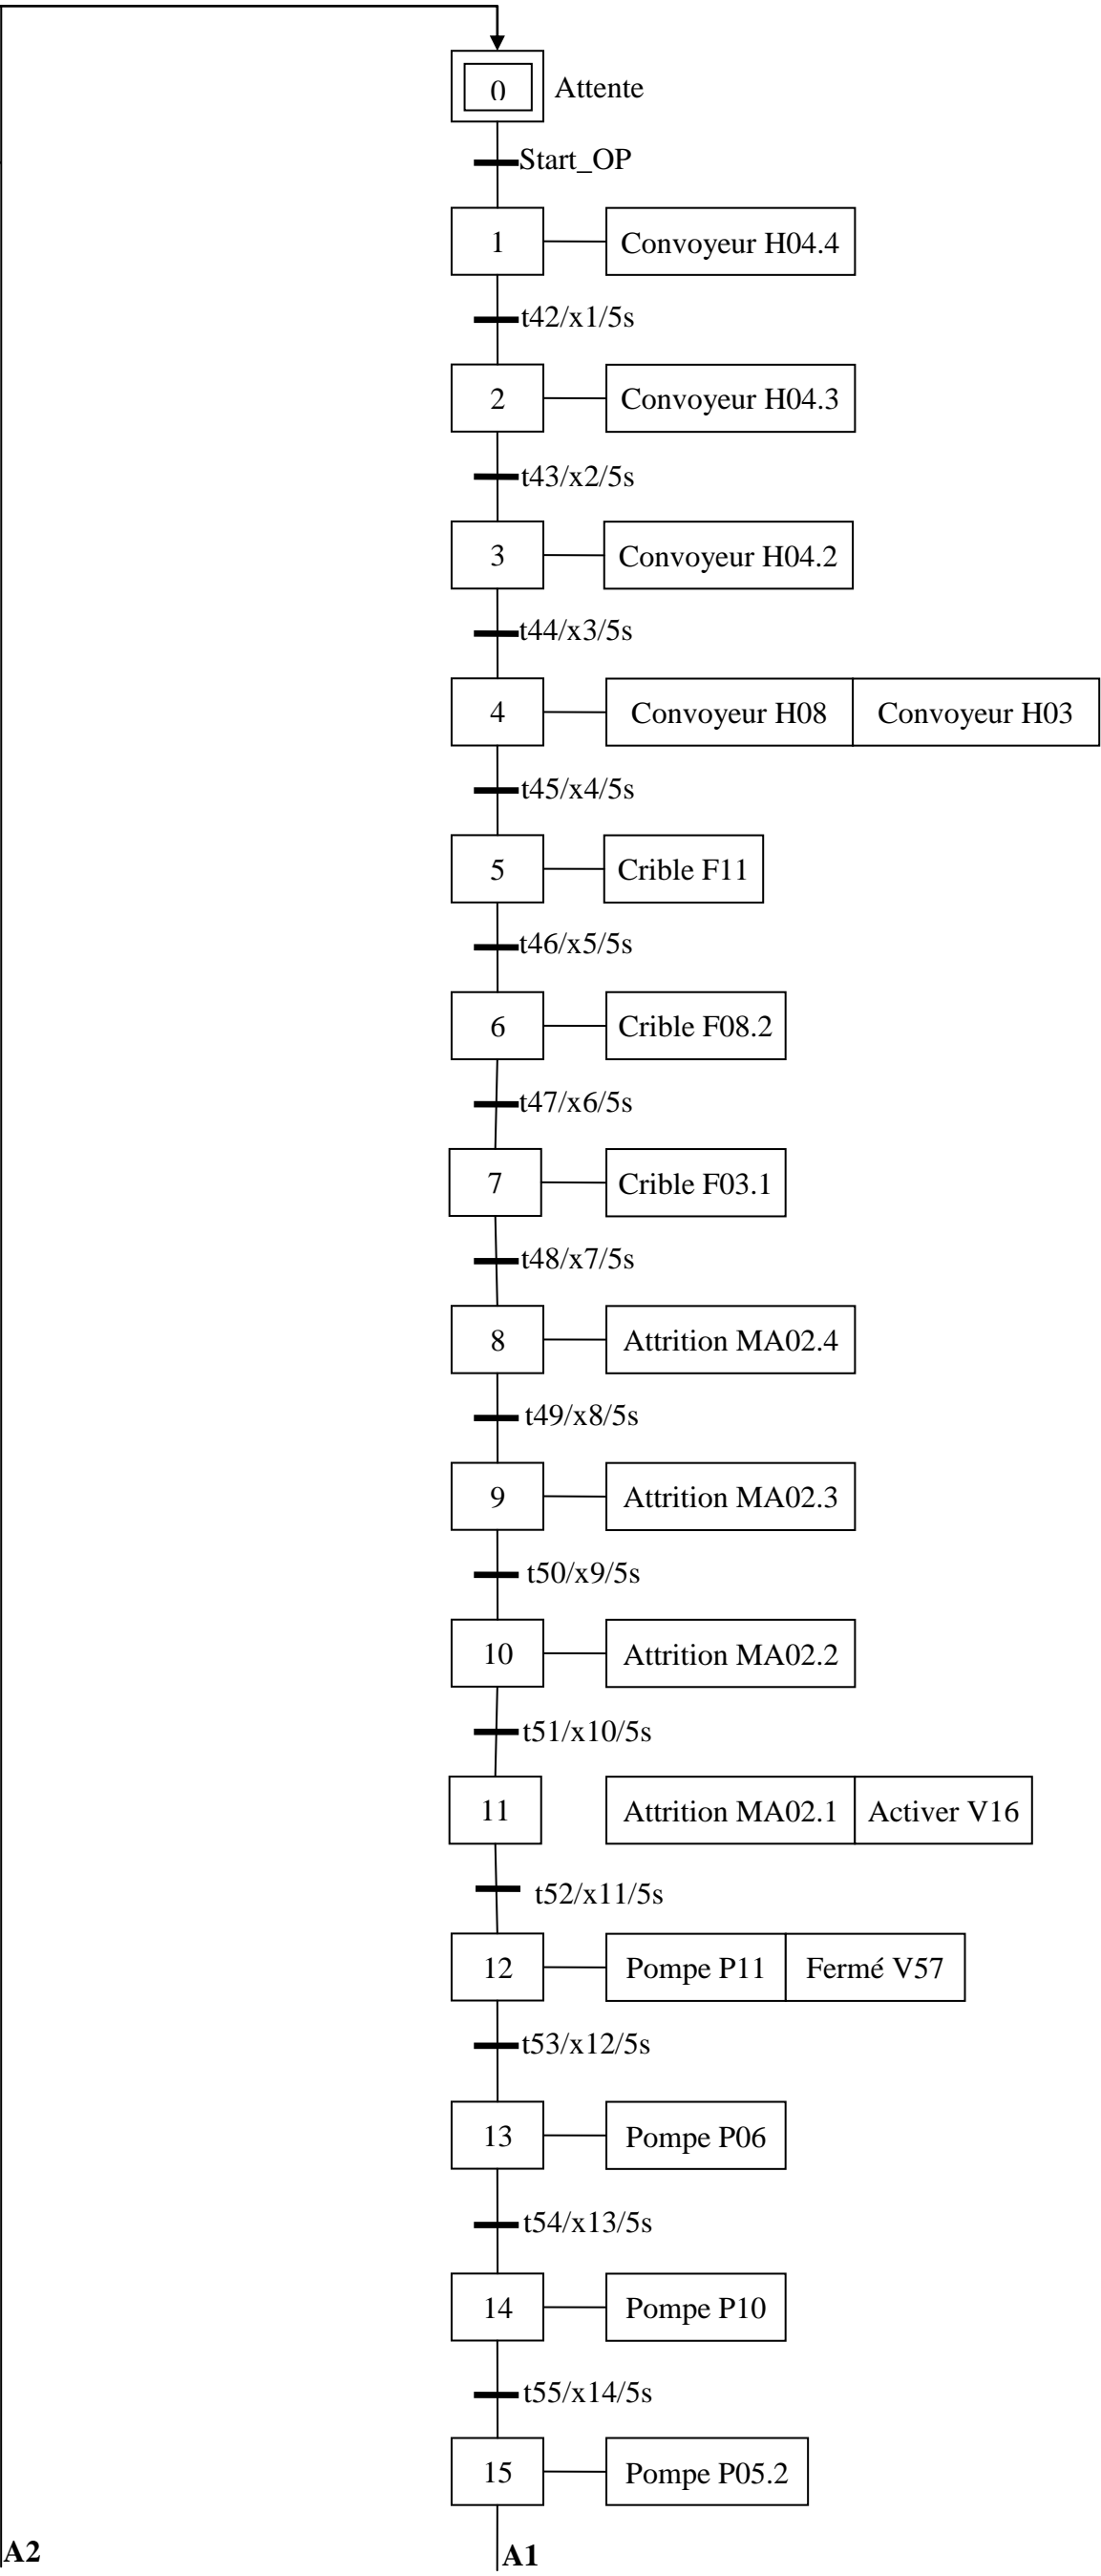 0 Attente
Start_OP
1 Convoyeur H04.4
t42/x1/5s
2 Convoyeur H04.3
t43/x2/5s
3 Convoyeur H04.2
t44/x3/5s
4 Convoyeur H08 Convoyeur H03
t45/x4/5s
5 Crible F11
t46/x5/5s
6 Crible F08.2
t47/x6/5s
7 Crible F03.1
t48/x7/5s
8 Attrition MA02.4
t49/x8/5s
9 Attrition MA02.3
t50/x9/5s
10 Attrition MA02.2
t51/x10/5s
11 Attrition MA02.1 Activer V16
t52/x11/5s
12 Pompe P11 Fermé V57
t53/x12/5s
13 Pompe P06
t54/x13/5s
14 Pompe P10
t55/x14/5s
15 Pompe P05.2
A2 A1